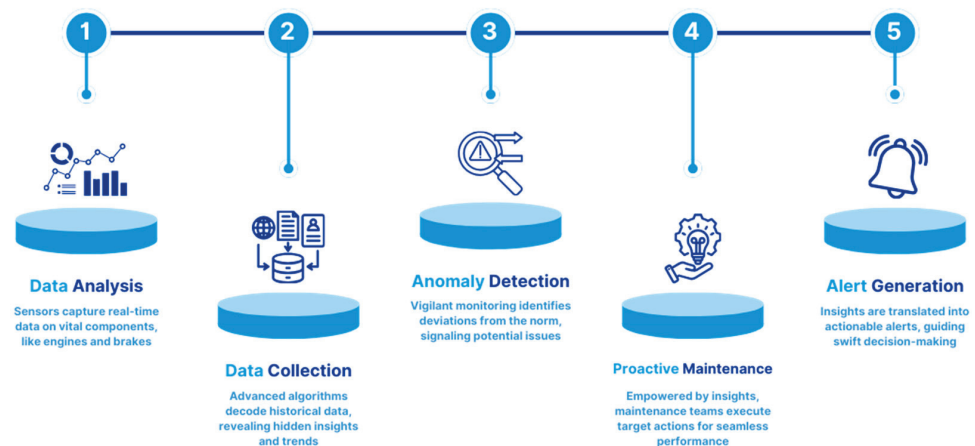 1
2
3
4
5
Data Analysis
Sensors capture real-time
data on vital components,
like engines and brakes
Data Collection
Advanced algorithms
decode historical data,
revealing hidden insights
and trends
Anomaly Detection
Vigilant monitoring identifies
deviations from the norm,
signaling potential issues
Proactive Maintenance
Empowered by insights,
maintenance teams execute
target actions for seamless
performance
Alert Generation
Insights are translated into
actionable alerts, guiding
swift decision-making